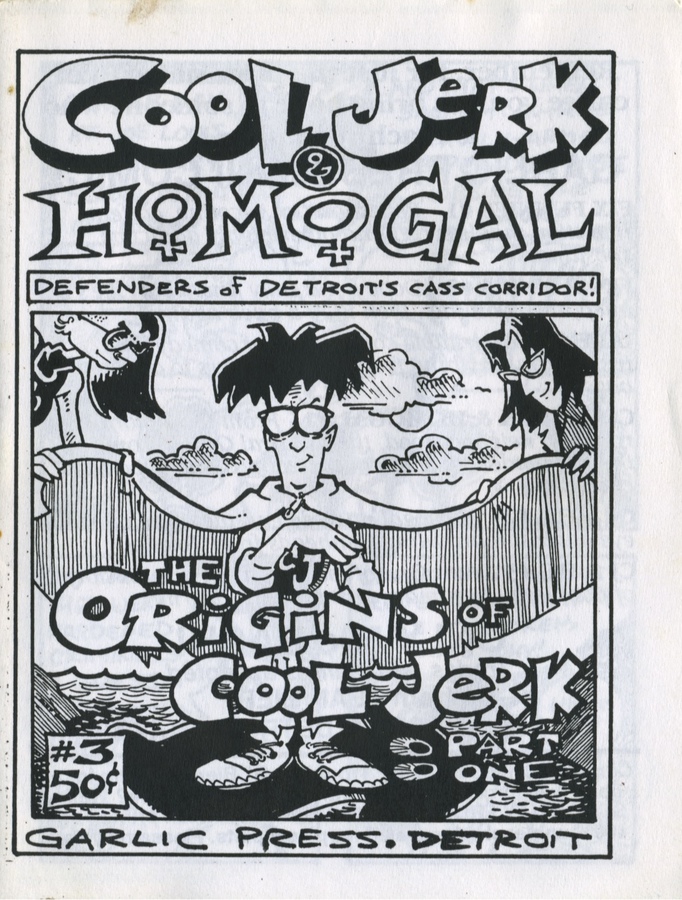 COOL JERK
&
HOMOGAL
DEFENDERS of DETROIT'S CASS CORRIDOR!
CJ
THE
ORIGINS OF
COOL JERK
PART
ONE
#3
50¢
GARLIC PRESS. DETROIT